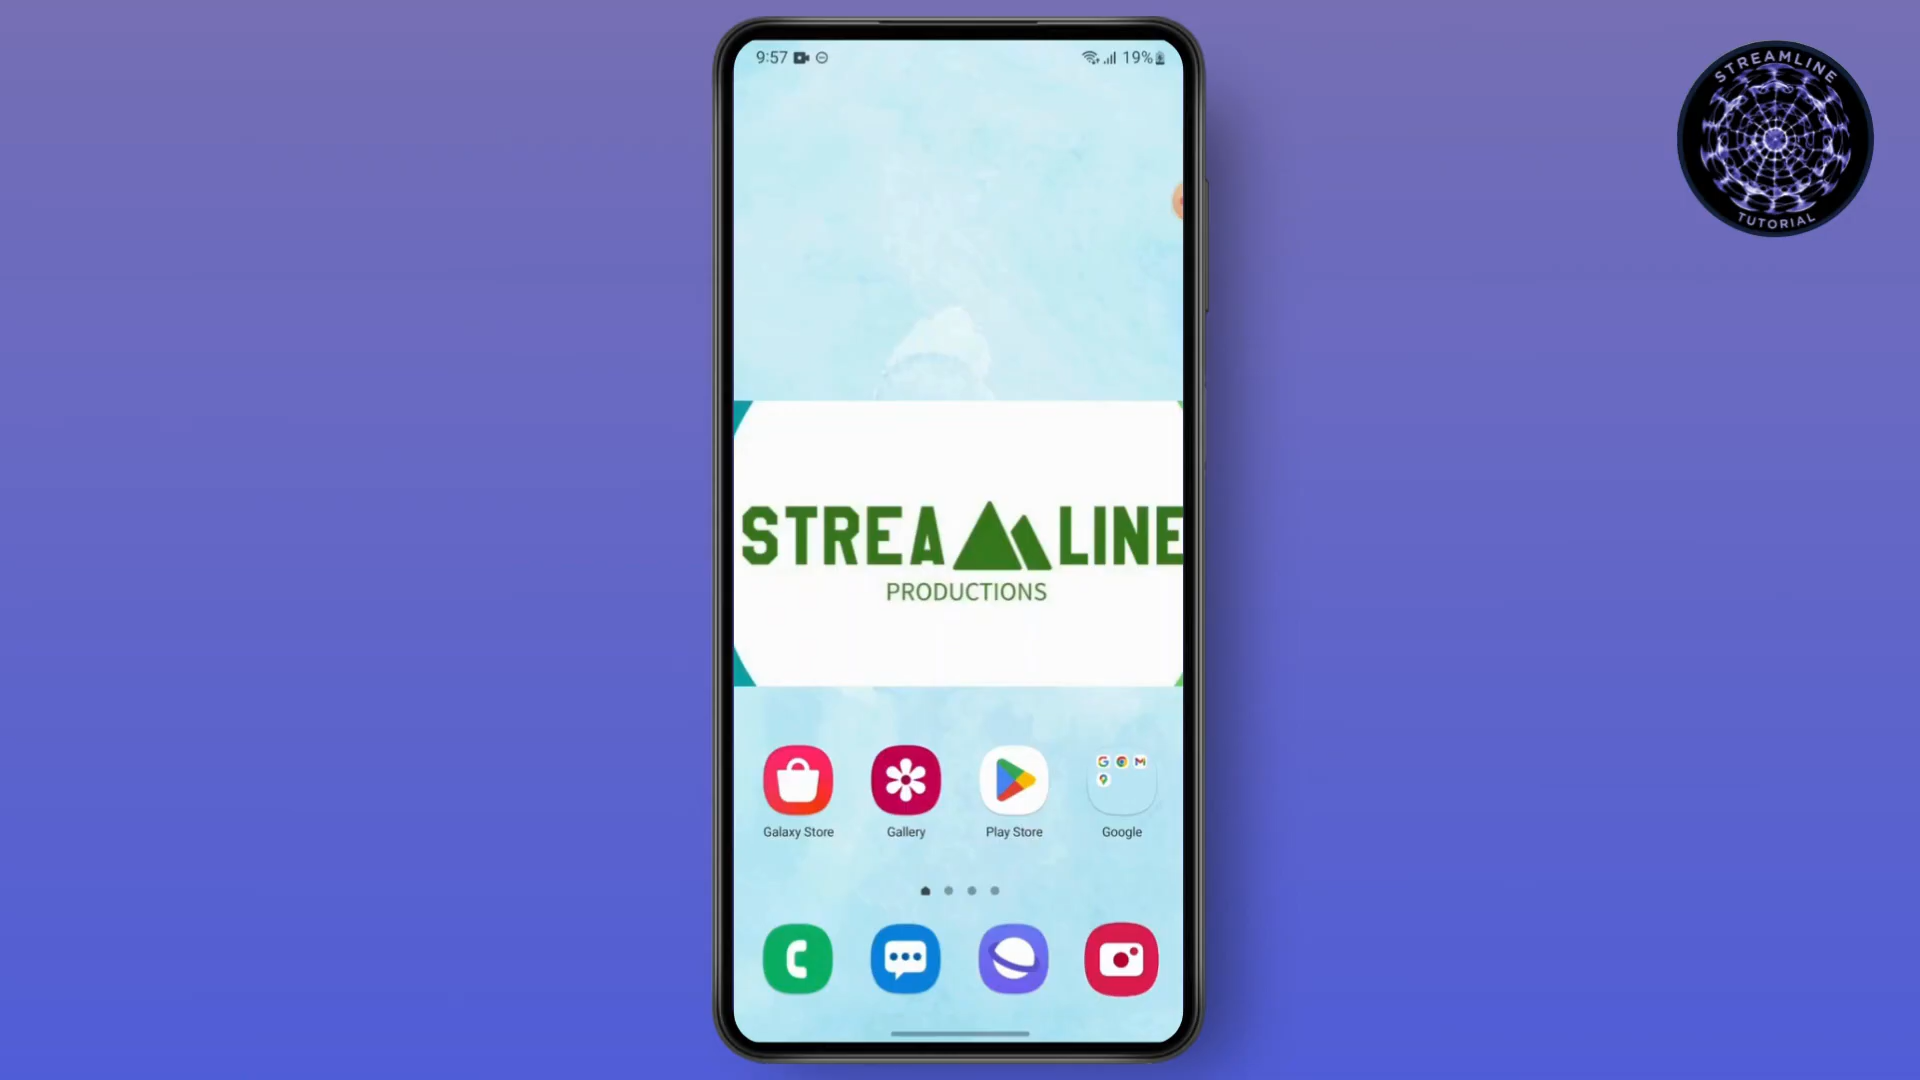 9:57
19%
STREAMLINE
TUTORIAL
STREA LINE
PRODUCTIONS
Galaxy Store
Gallery
Play Store
Google